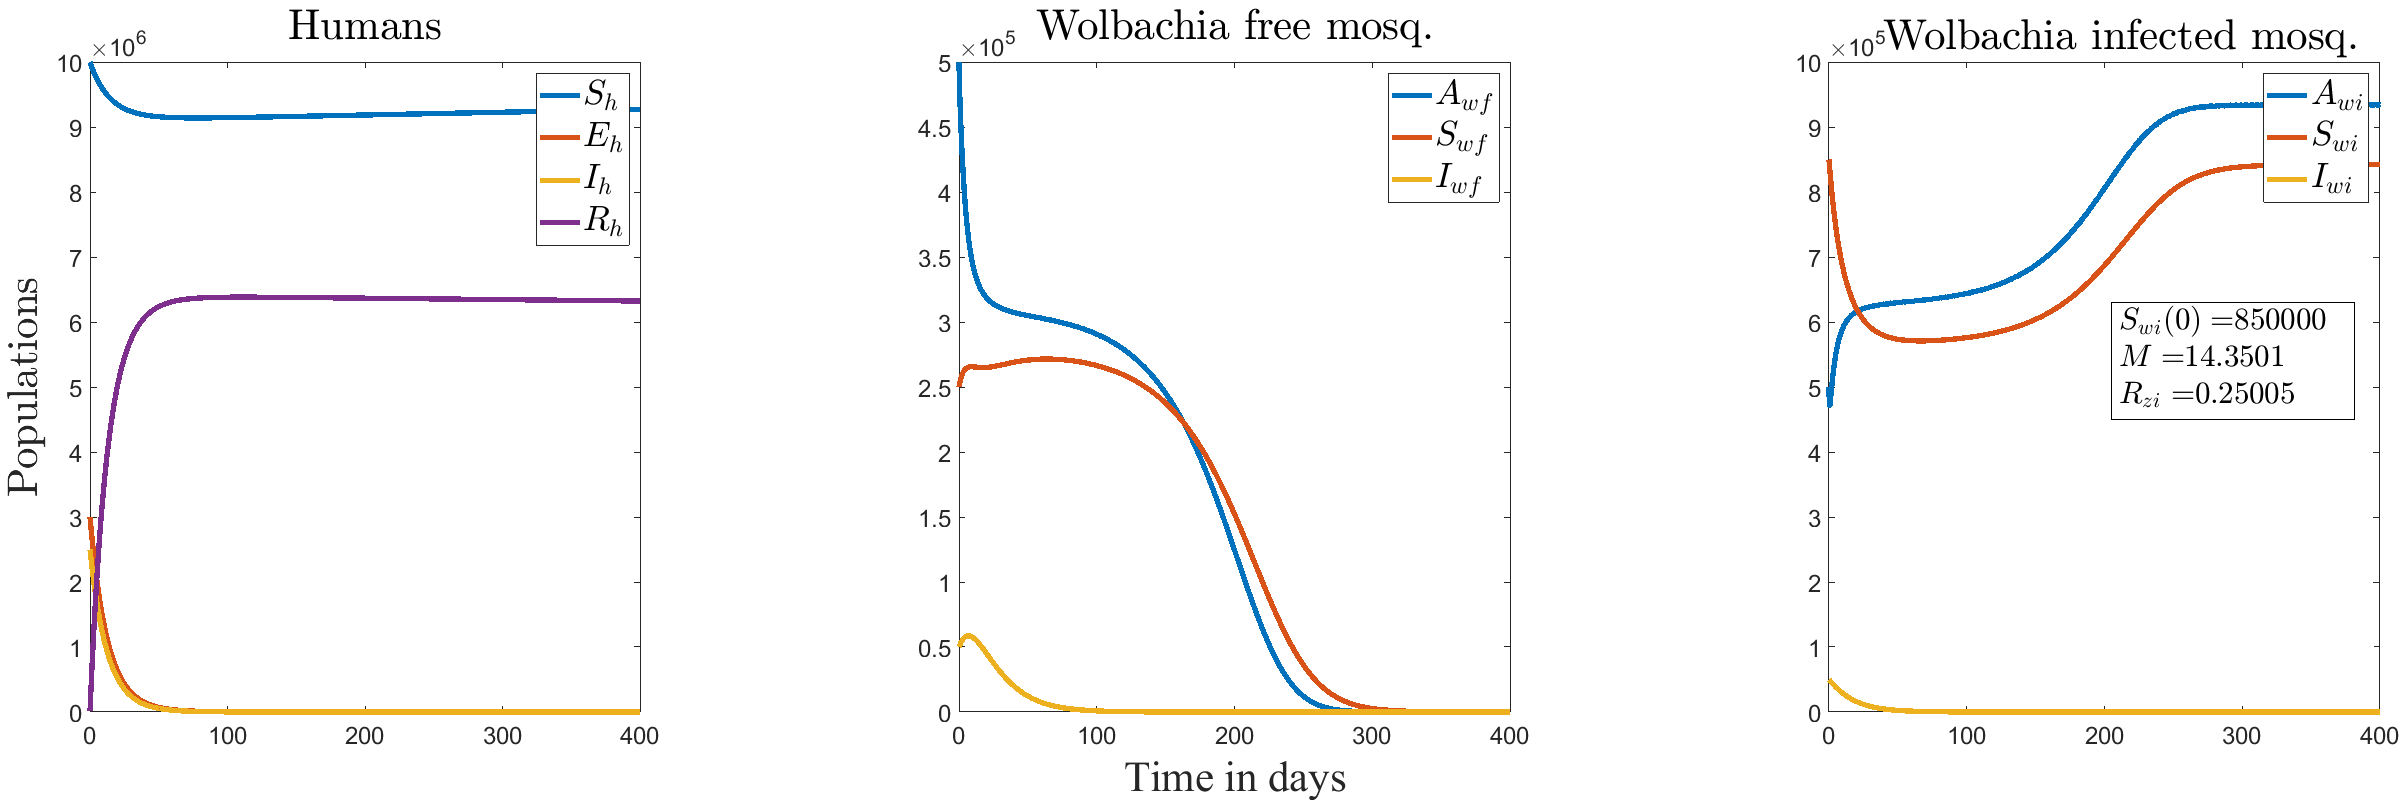 Humans
×10^6
Populations
10
9
8
7
6
5
4
3
2
1
0
0 100 200 300 400
S_h
E_h
I_h
R_h
Wolbachia free mosq.
×10^5
5
4.5
4
3.5
3
2.5
2
1.5
1
0.5
0
0 100 200 300 400
A_wf
S_wf
I_wf
Time in days
Wolbachia infected mosq.
×10^5
10
9
8
7
6
5
4
3
2
1
0
0 100 200 300 400
A_wi
S_wi
I_wi
S_wi(0) =850000
M =14.3501
R_zi =0.25005